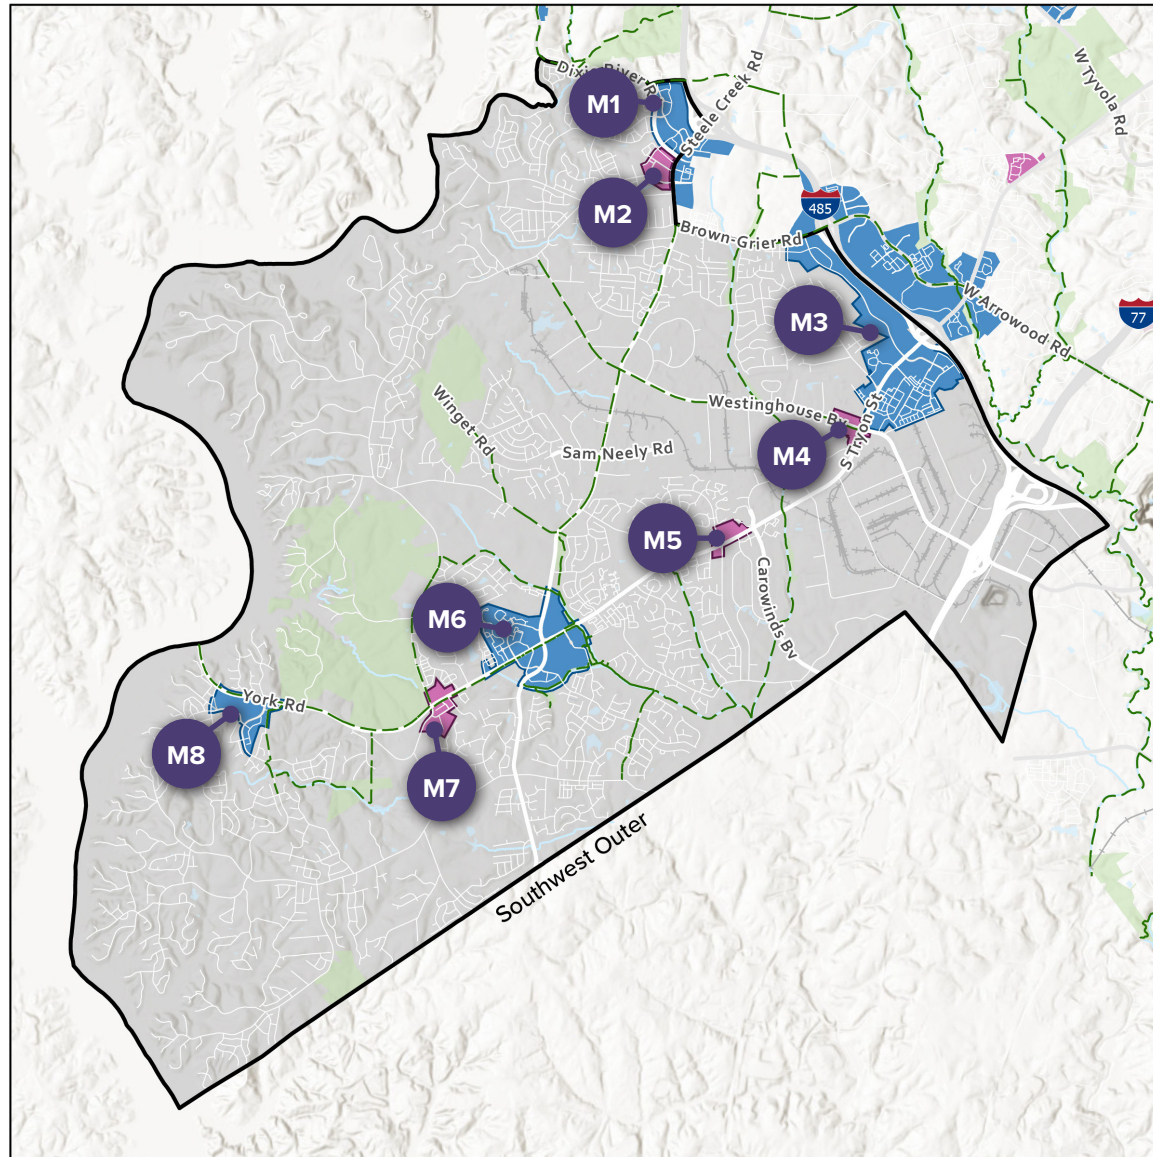 Dixie River R
M1
Steele Creek Rd
W Tyvola Rd
M2
485
Brown-Grier Rd
W Arrowood Rd
77
M3
Winget Rd
Westinghouse Bv
S Tryon St
Sam Neely Rd
M4
M5
Carowinds Bv
M6
York Rd
M8
M7
Southwest Outer